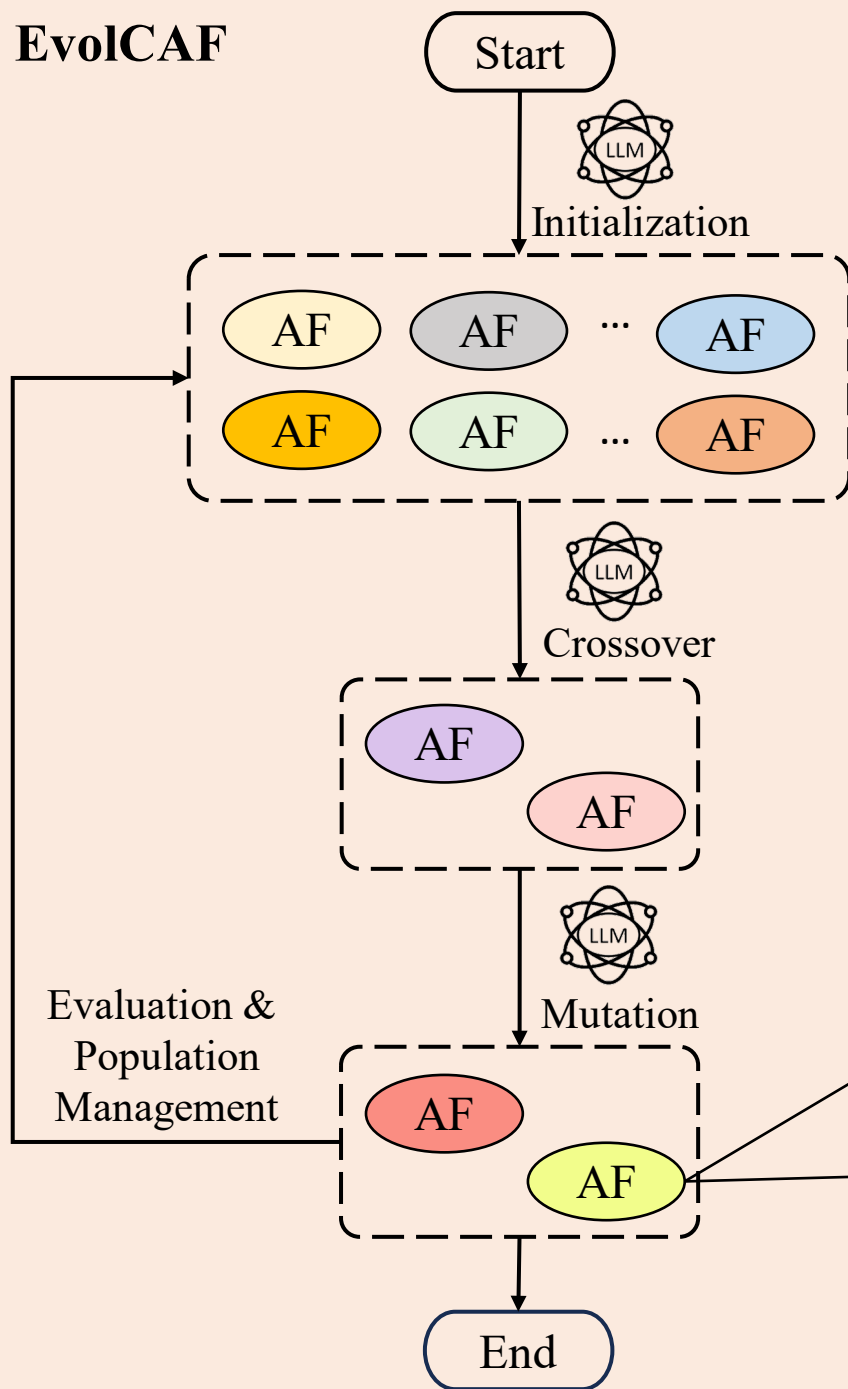 EvolCAF
Start
LLM
Initialization
AF AF ... AF
AF AF ... AF
LLM
Crossover
AF
AF
LLM
Mutation
Evaluation &
Population
Management
AF
AF
End